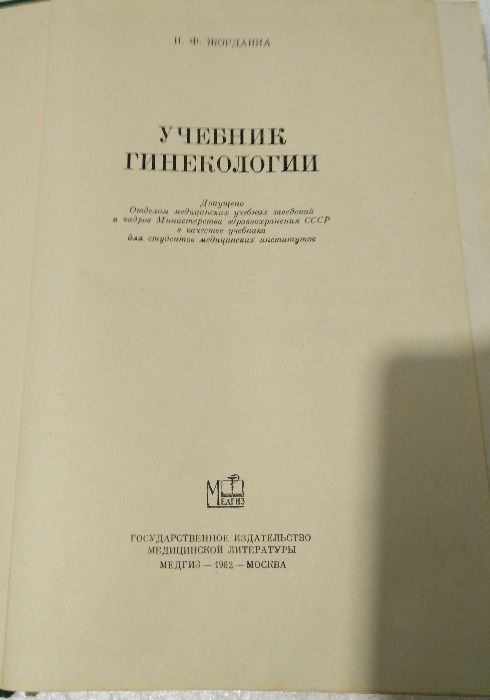 И. Ф. ЖОРДАНИА
УЧЕБНИК
ГИНЕКОЛОГИИ
Допущено
Отделом медицинских учебных заведений
и кадров Министерства здравоохранения СССР
в качестве учебника
для студентов медицинских институтов
МЕДГИЗ
ГОСУДАРСТВЕННОЕ ИЗДАТЕЛЬСТВО
МЕДИЦИНСКОЙ ЛИТЕРАТУРЫ
МЕДГИЗ — 1962 — МОСКВА